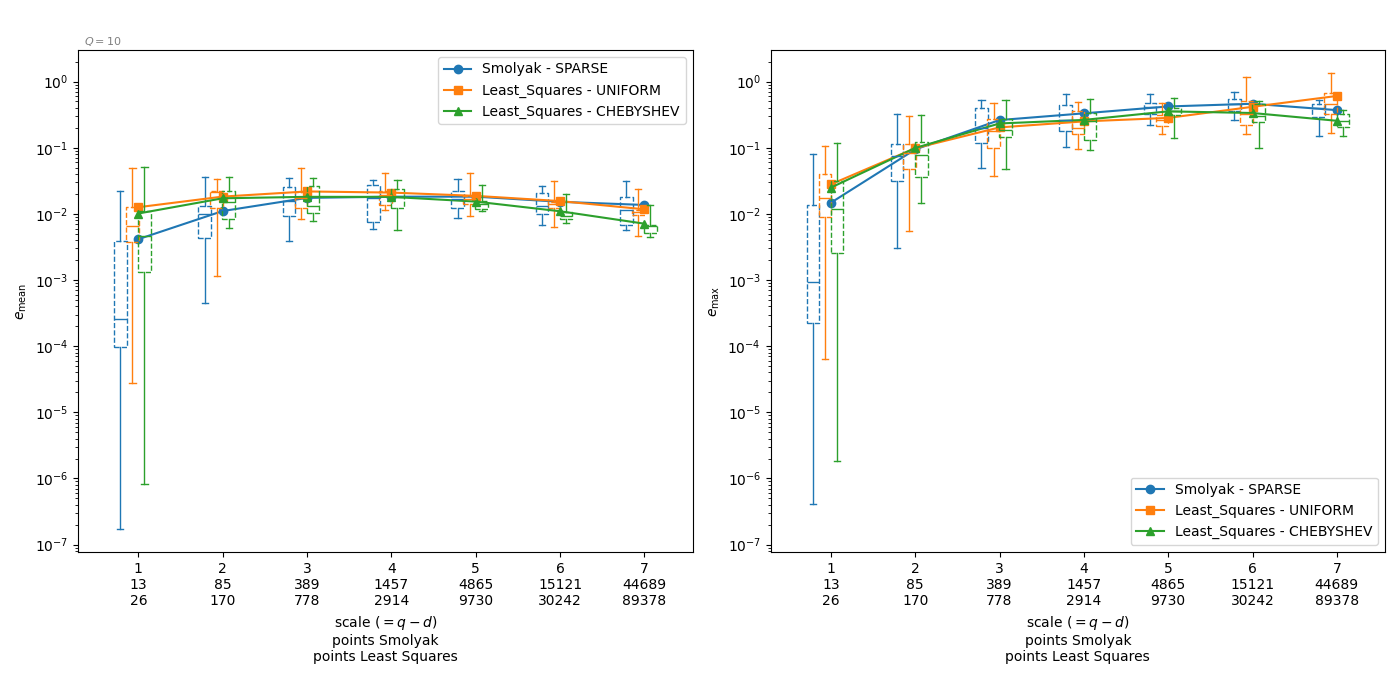 Q = 10
Smolyak - SPARSE
Least_Squares - UNIFORM
Least_Squares - CHEBYSHEV
10⁰
10⁻¹
10⁻²
10⁻³
10⁻⁴
10⁻⁵
10⁻⁶
10⁻⁷
e_mean
1 2 3 4 5 6 7
13 85 389 1457 4865 15121 44689
26 170 778 2914 9730 30242 89378
scale (=q − d)
points Smolyak
points Least Squares
10⁰
10⁻¹
10⁻²
10⁻³
10⁻⁴
10⁻⁵
10⁻⁶
10⁻⁷
e_max
Smolyak - SPARSE
Least_Squares - UNIFORM
Least_Squares - CHEBYSHEV
1 2 3 4 5 6 7
13 85 389 1457 4865 15121 44689
26 170 778 2914 9730 30242 89378
scale (=q − d)
points Smolyak
points Least Squares